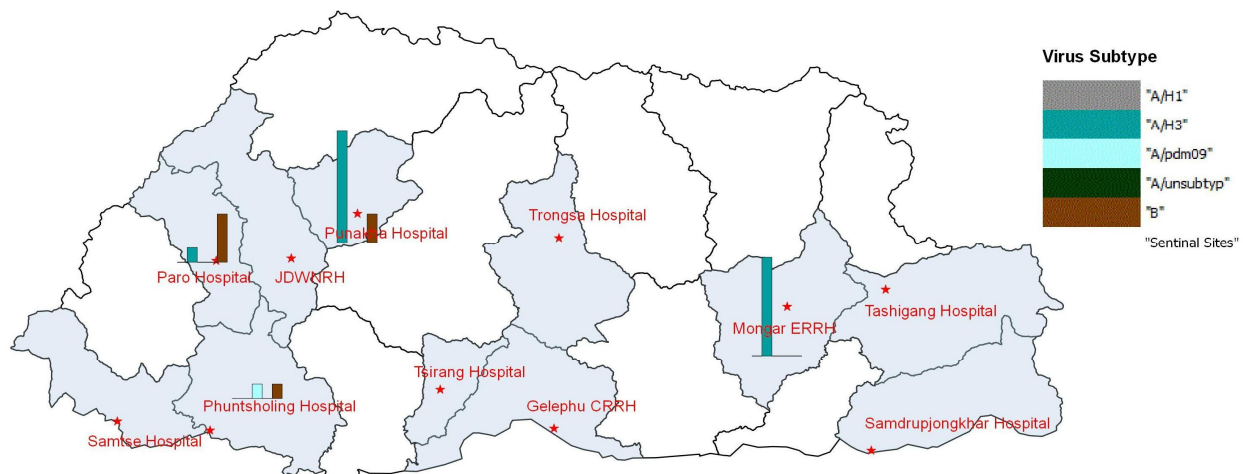 Virus Subtype
"A/H1"
"A/H3"
"A/pdm09"
"A/unsubtyp"
"B"
"Sentinal Sites"
Trongsa Hospital
Punakha Hospital
Paro Hospital
JDWNRH
Tashigang Hospital
Mongar ERRH
Tsirang Hospital
Phuntsholing Hospital
Gelephu CRRH
Samtse Hospital
Samdrupjongkhar Hospital